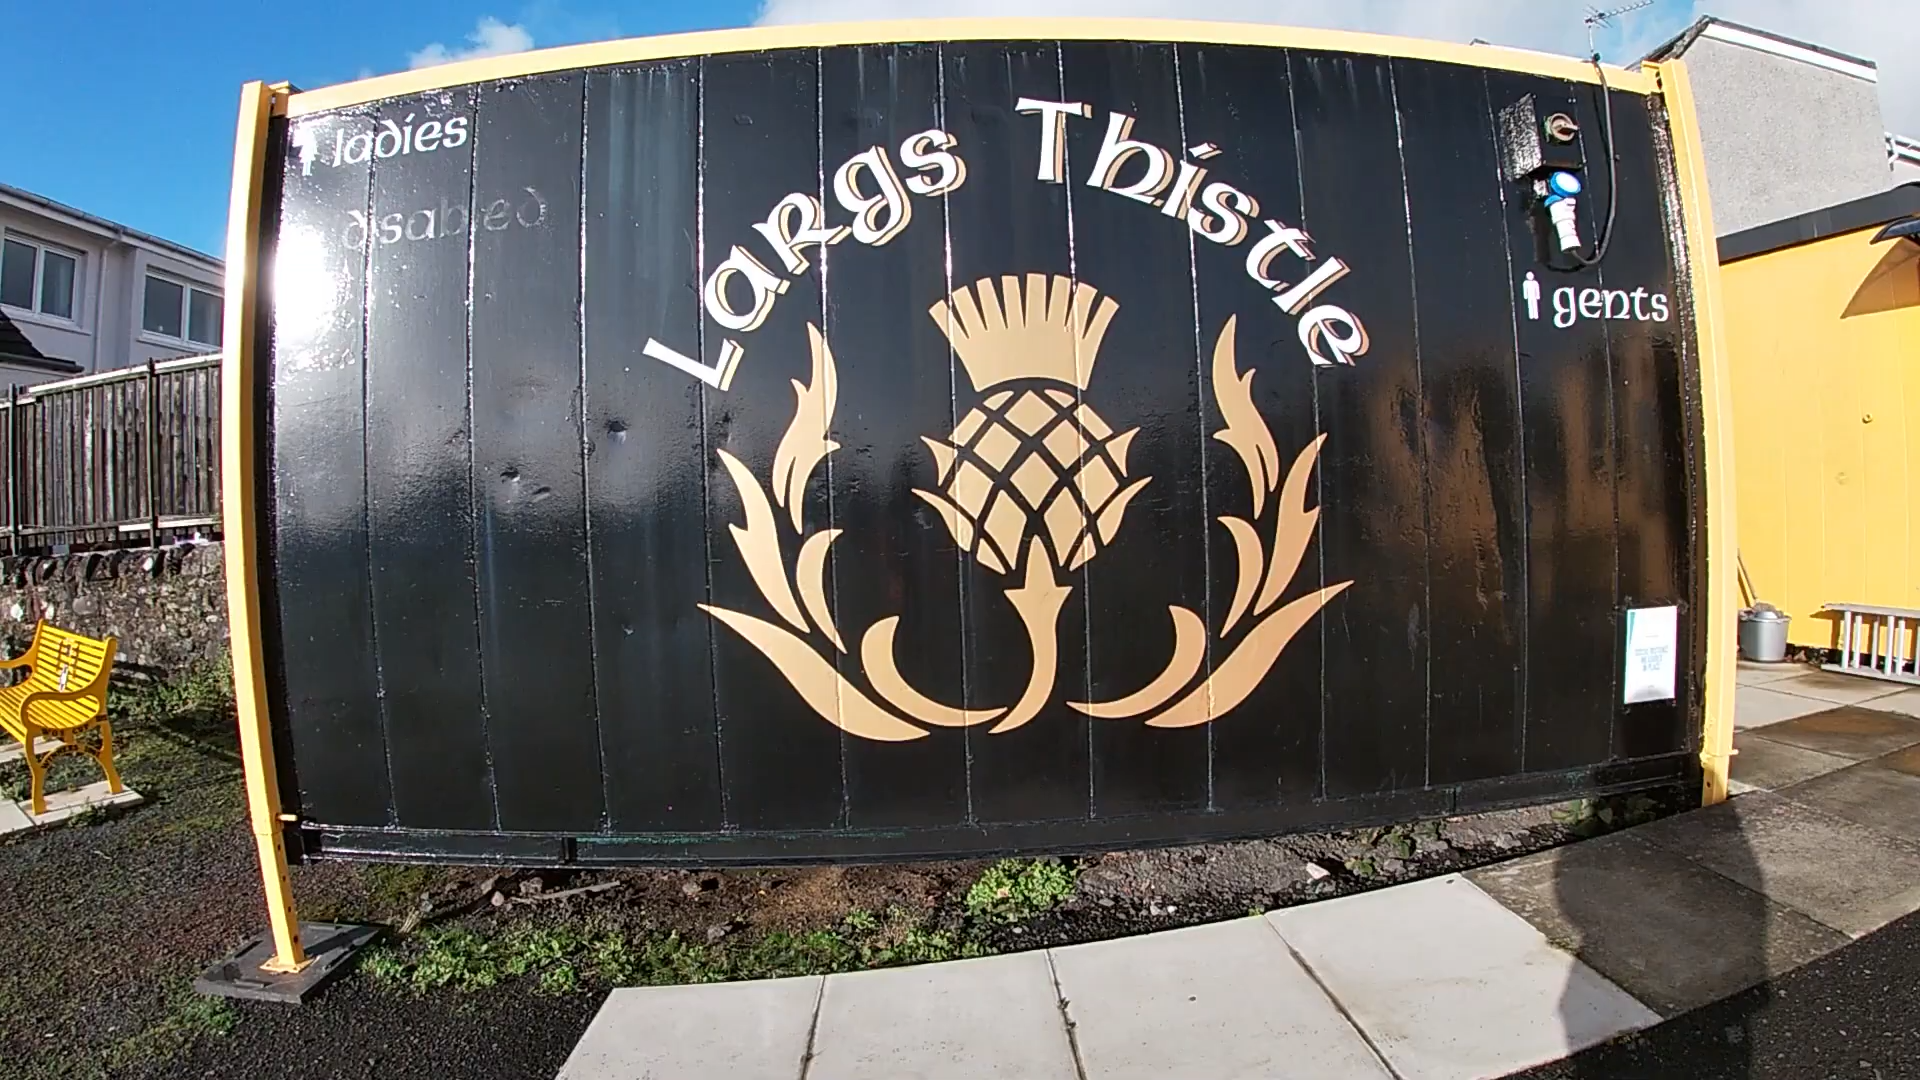 ladies
disabled
Largs Thistle
gents